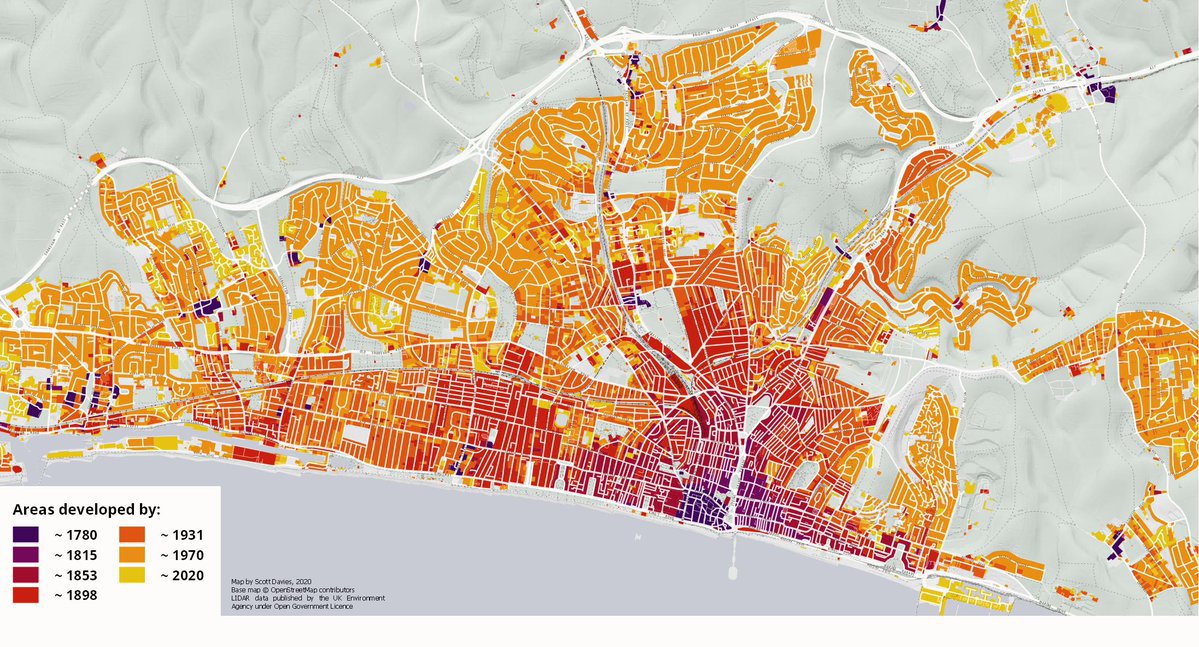 Areas developed by:
~ 1780
~ 1815
~ 1853
~ 1898
~ 1931
~ 1970
~ 2020
Map by Scott Davies, 2020
Base map © OpenStreetMap contributors
LIDAR data published by the UK Environment
Agency under Open Government Licence